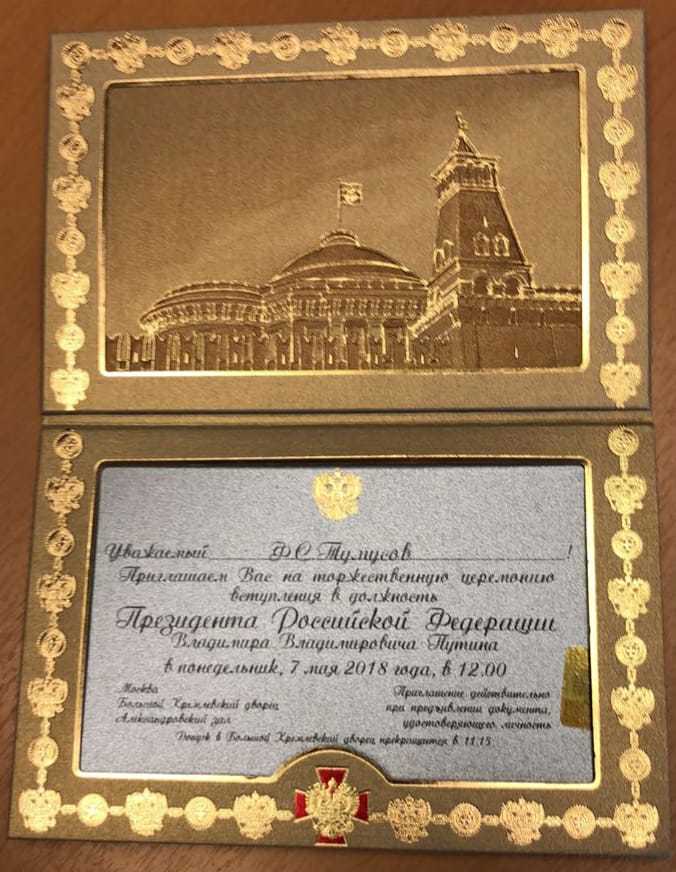 Уважаемый Ф С Тумусов !
Приглашаем Вас на торжественную церемонию
вступления в должность
Президента Российской Федерации
Владимира Владимировича Путина
в понедельник, 7 мая 2018 года, в 12.00
Москва
Большой Кремлевский дворец
Александровский зал
Приглашение действительно
при предъявлении документа,
удостоверяющего личность
Доступ в Большой Кремлевский дворец прекращается в 11.15